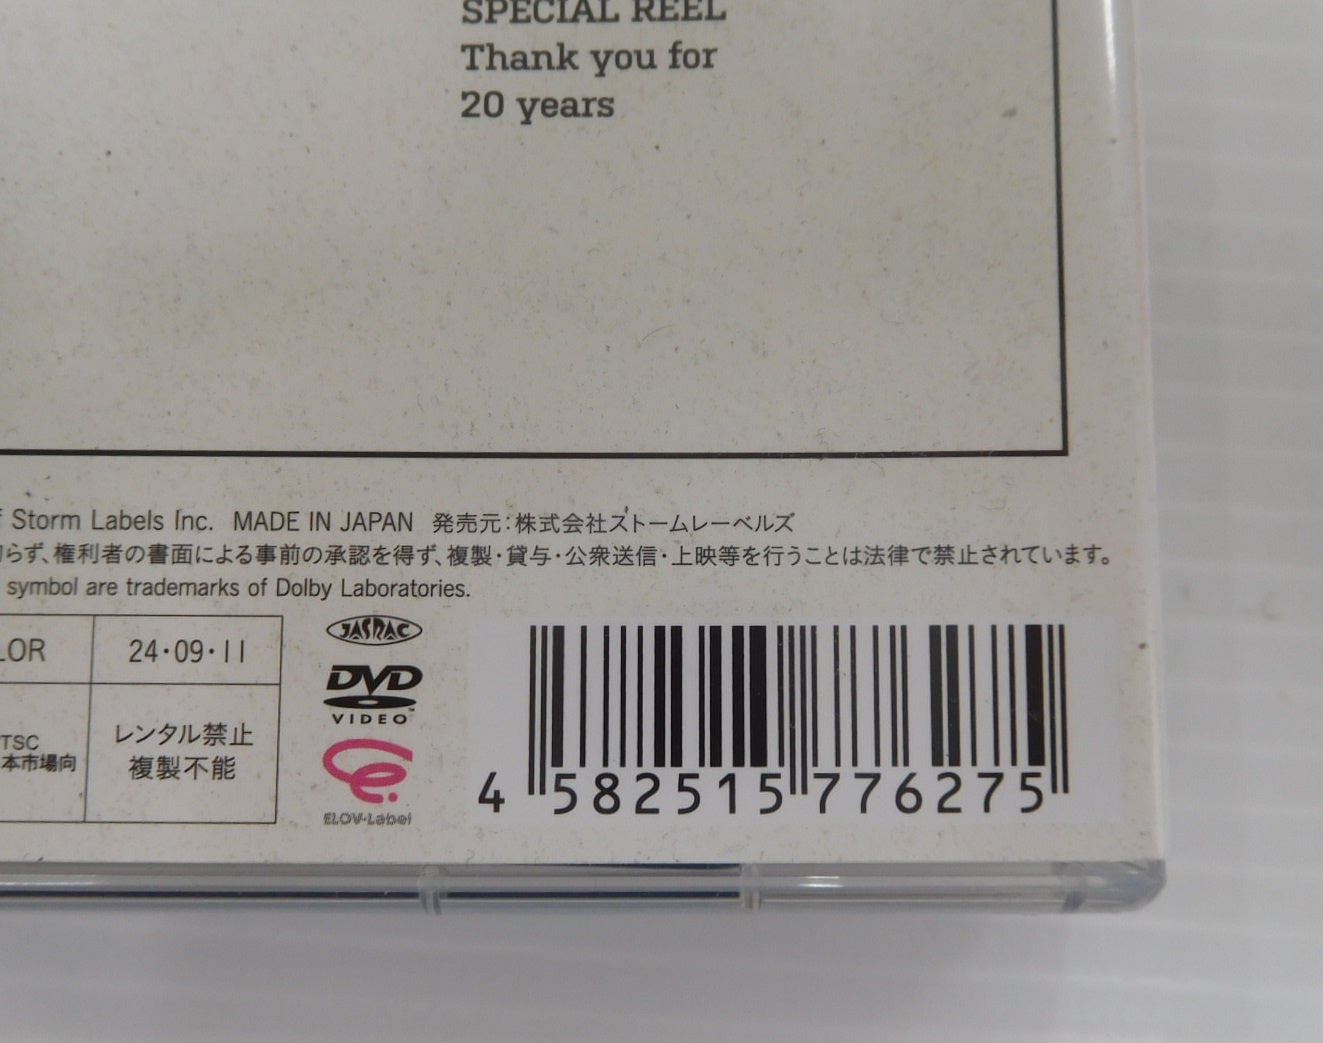 SPECIAL REEL
Thank you for
20 years
Storm Labels Inc. MADE IN JAPAN 発売元:株式会社ストームレーベルズ
らず、権利者の書面による事前の承認を得ず、複製・貸与・公衆送信・上映等を行うことは法律で禁止されています。
symbol are trademarks of Dolby Laboratories.
LOR
24・09・11
TSC
本市場向
レンタル禁止
複製不能
JASRAC
DVD
VIDEO
e.
ELOV-Label
4 582515 776275